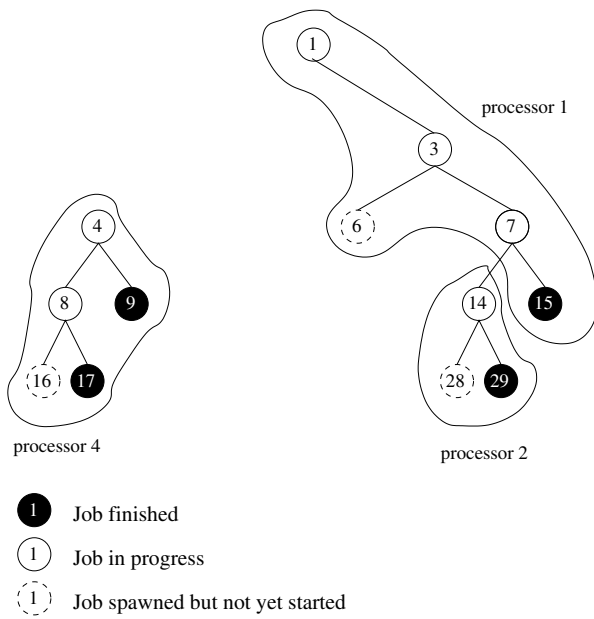 1
processor 1
3
4
6
7
8
9
14
15
16
17
28
29
processor 4
processor 2
1 Job finished
1 Job in progress
1 Job spawned but not yet started